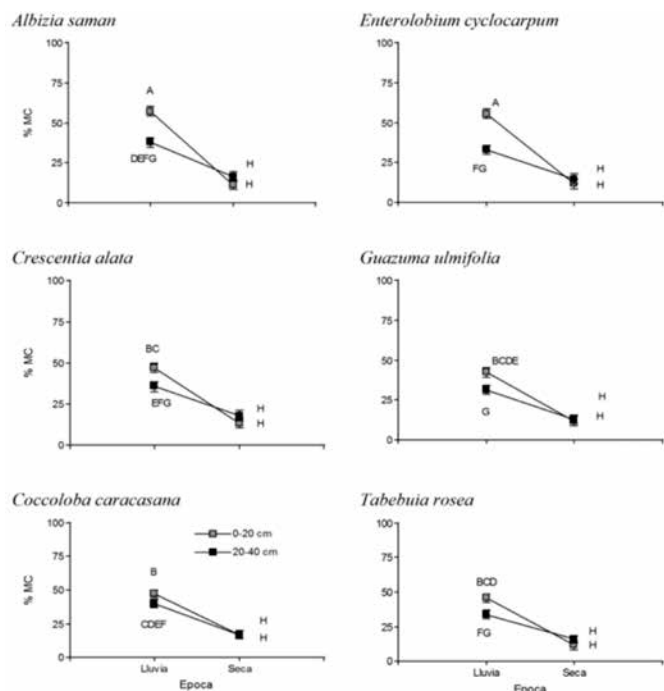 Albizia saman
Enterolobium cyclocarpum
100
75
50
25
0
% MC
A
DEFG
H
H
100
75
50
25
0
A
FG
H
H
Crescentia alata
Guazuma ulmifolia
100
75
50
25
0
% MC
BC
EFG
H
H
100
75
50
25
0
BCDE
G
H
H
Coccoloba caracasana
Tabebuia rosea
100
75
50
25
0
% MC
0-20 cm
20-40 cm
B
CDEF
H
H
Lluvia Seca
Epoca
100
75
50
25
0
BCD
FG
H
H
Lluvia Seca
Epoca